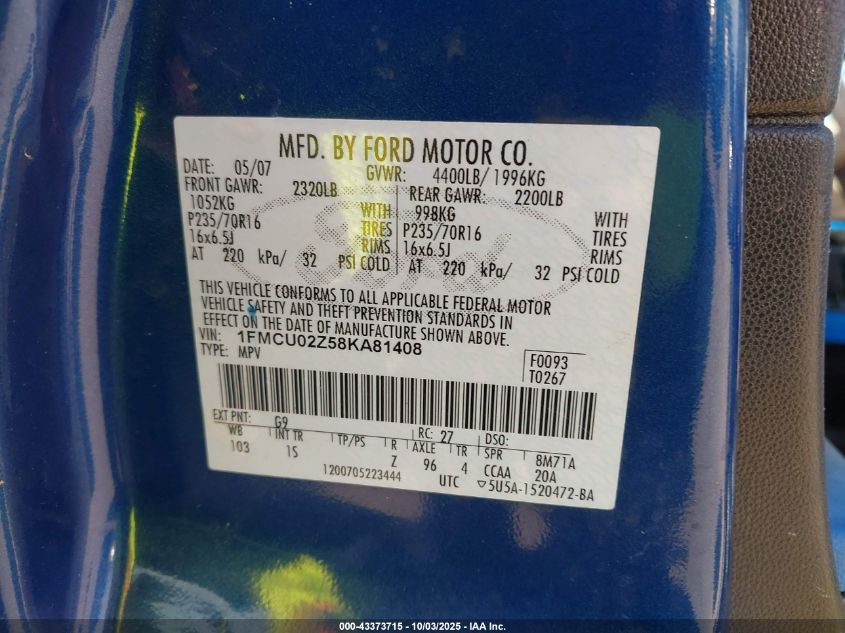 MFD. BY FORD MOTOR CO.
DATE: 05/07 GVWR: 4400LB/1996KG
FRONT GAWR: 2320LB REAR GAWR: 2200LB
1052KG WITH 998KG WITH
P235/70R16 TIRES P235/70R16 TIRES
16x6.5J RIMS 16x6.5J RIMS
AT 220 kPa/ 32 PSI COLD AT 220 kPa/ 32 PSI COLD
Ford
THIS VEHICLE CONFORMS TO ALL APPLICABLE FEDERAL MOTOR
VEHICLE SAFETY AND THEFT PREVENTION STANDARDS IN
EFFECT ON THE DATE OF MANUFACTURE SHOWN ABOVE.
VIN: 1FMCU02Z58KA81408
TYPE: MPV
F0093
T0267
EXT PNT: G9 RC: 27 DSO:
WB INT TR TP/PS R AXLE TR SPR 8M71A
103 1S Z 96 4 CCAA 20A
1200705223444 UTC ▽5U5A-1520472-BA
000-43373715 - 10/03/2025 - IAA Inc.